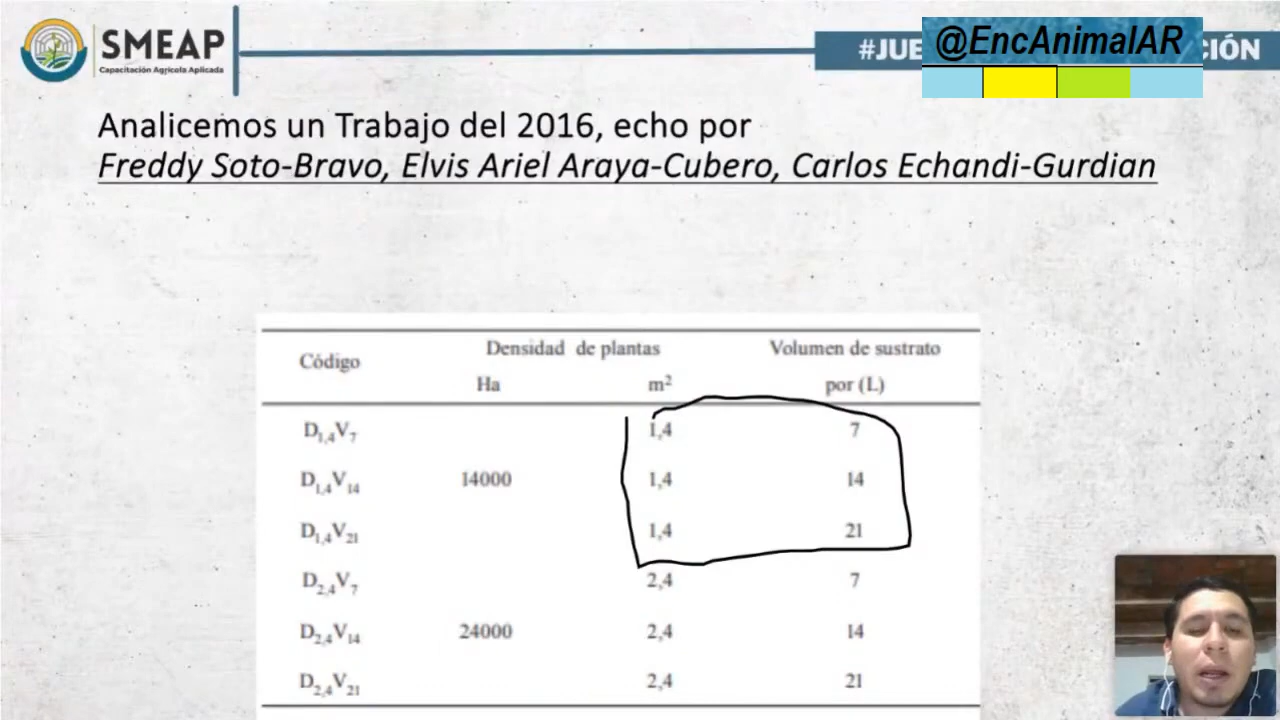 SMEAP
Capacitación Agrícola Aplicada
#JUE
@EncAnimalAR
CIÓN
Analicemos un Trabajo del 2016, echo por
Freddy Soto-Bravo, Elvis Ariel Araya-Cubero, Carlos Echandi-Gurdian
Código Densidad de plantas Volumen de sustrato
Ha m² por (L)
D1,4V7 1,4 7
D1,4V14 14000 1,4 14
D1,4V21 1,4 21
D2,4V7 2,4 7
D2,4V14 24000 2,4 14
D2,4V21 2,4 21